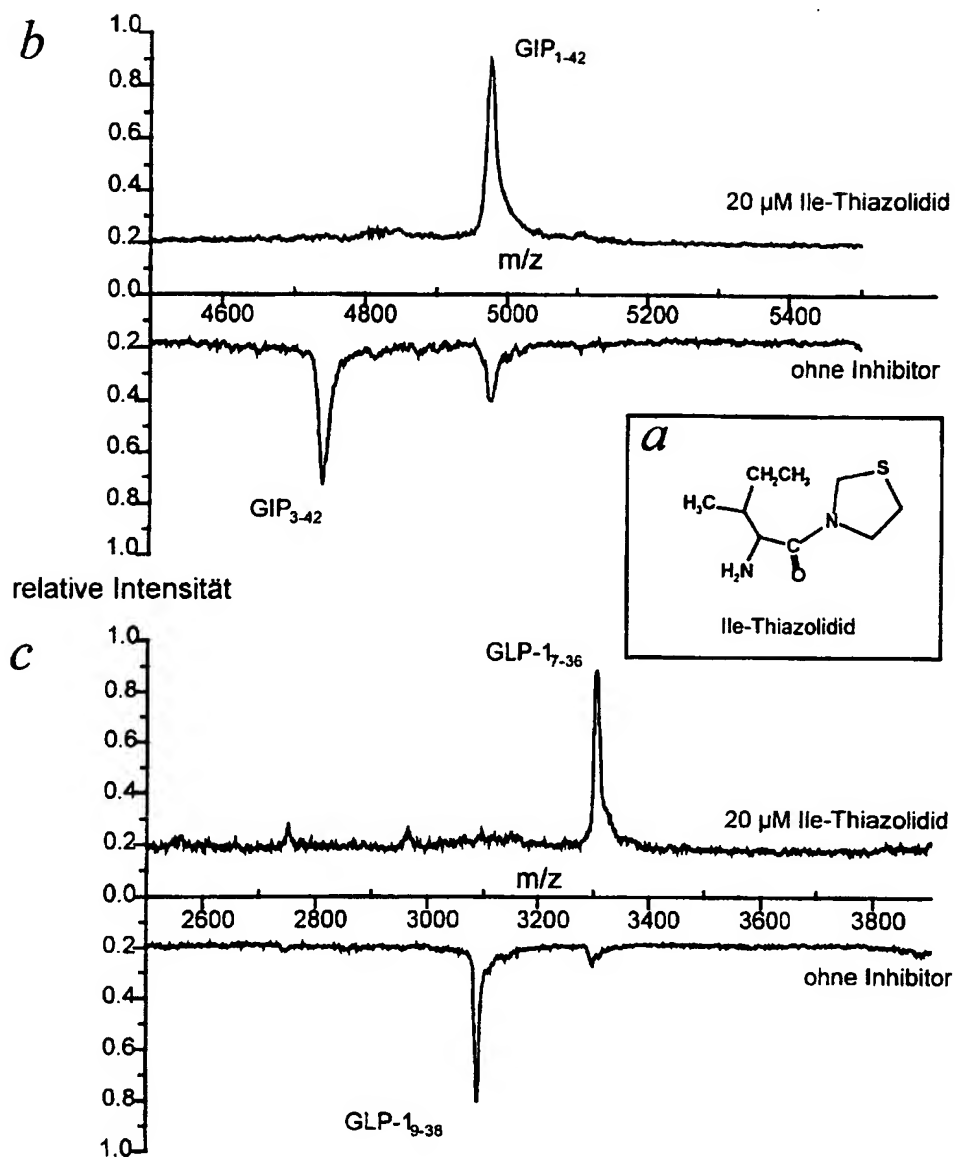 b
1.0
0.8
0.6
0.4
0.2
0.0
GIP1-42
20 µM Ile-Thiazolidid
m/z
4600 4800 5000 5200 5400
0.2
0.4
0.6
0.8
1.0
ohne Inhibitor
GIP3-42
a
CH2CH3
H3C
S
N
C
H2N
O
Ile-Thiazolidid
relative Intensität
c
1.0
0.8
0.6
0.4
0.2
0.0
GLP-17-36
20 µM Ile-Thiazolidid
m/z
2600 2800 3000 3200 3400 3600 3800
0.2
0.4
0.6
0.8
1.0
ohne Inhibitor
GLP-19-38